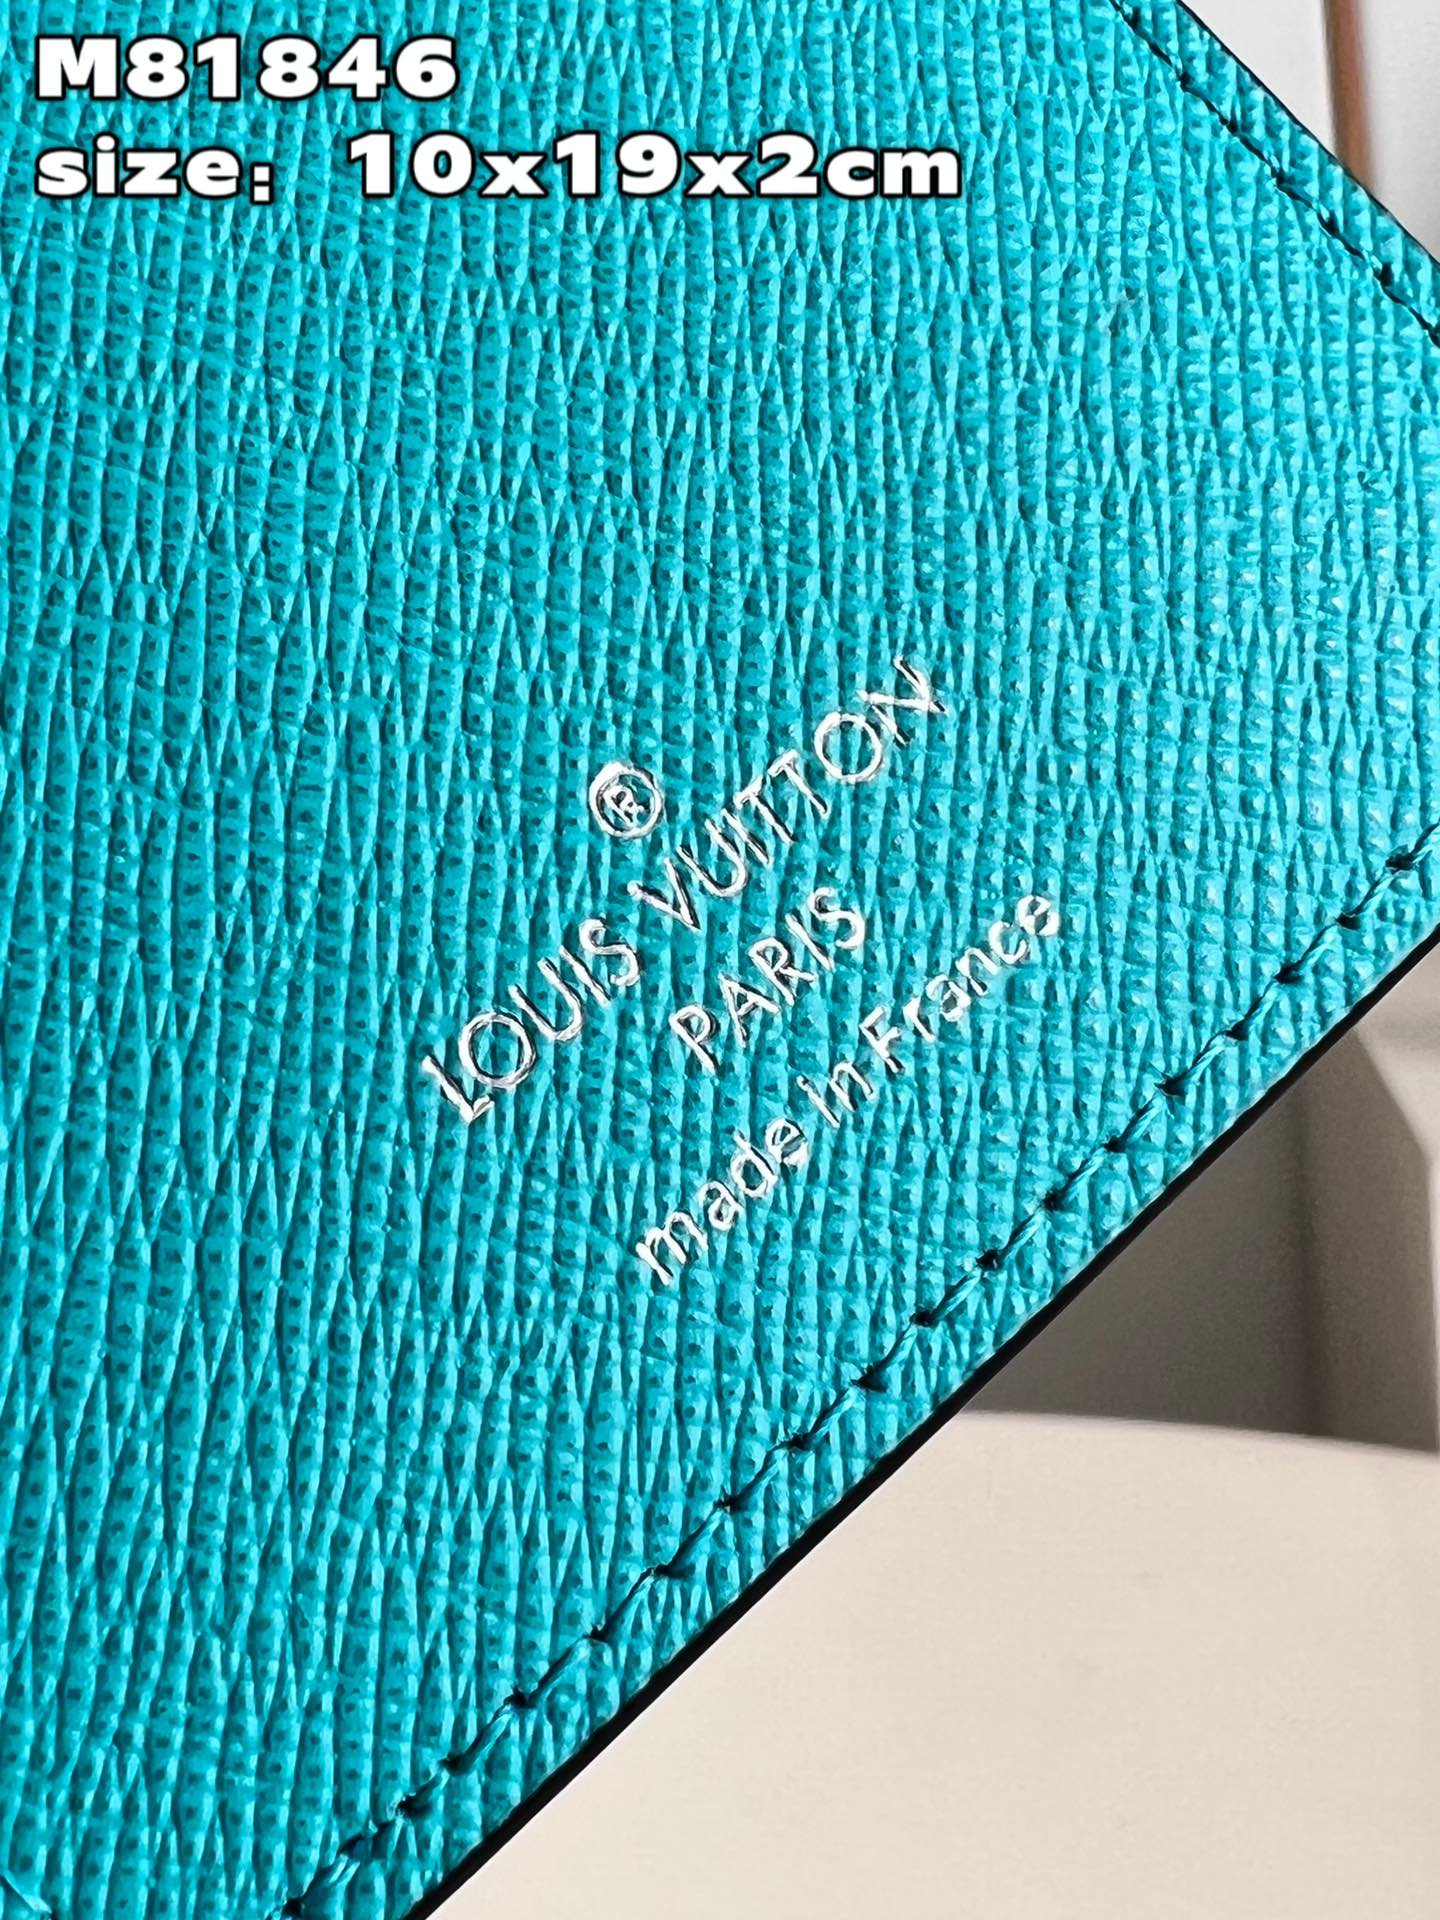 M81846
size： 10x19x2cm
®
LOUIS VUITTON
PARIS
made in France